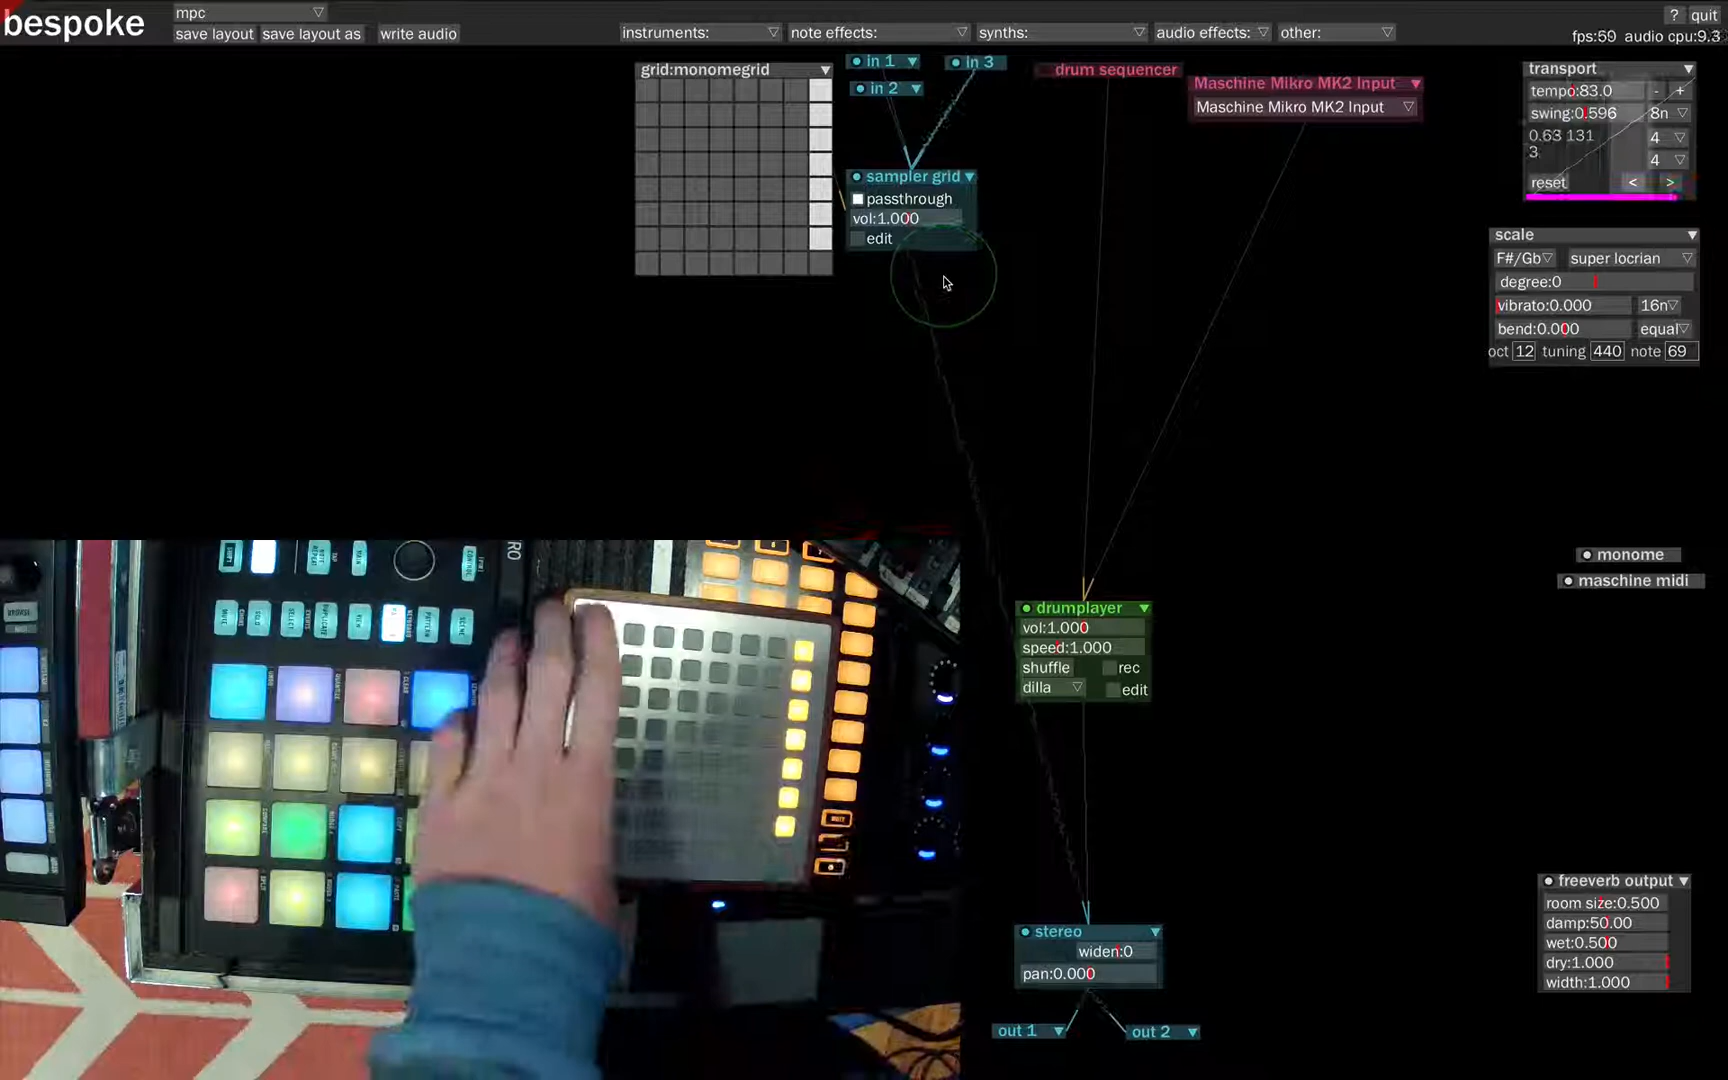 bespoke
mpc
save layout
save layout as
write audio
instruments:
note effects:
synths:
audio effects:
other:
?
quit
fps:59 audio cpu:9.3
grid:monomegrid
in 1
in 2
in 3
sampler grid
passthrough
vol:1.000
edit
drum sequencer
Maschine Mikro MK2 Input
Maschine Mikro MK2 Input
transport
tempo:83.0
- +
swing:0.596
8n
0.63 131
3
4
4
reset
< >
scale
F#/Gb
super locrian
degree:0
vibrato:0.000
16n
bend:0.000
equal
oct 12 tuning 440 note 69
monome
maschine midi
drumplayer
vol:1.000
speed:1.000
shuffle
rec
dilla
edit
stereo
widen:0
pan:0.000
out 1
out 2
freeverb output
room size:0.500
damp:50.00
wet:0.500
dry:1.000
width:1.000